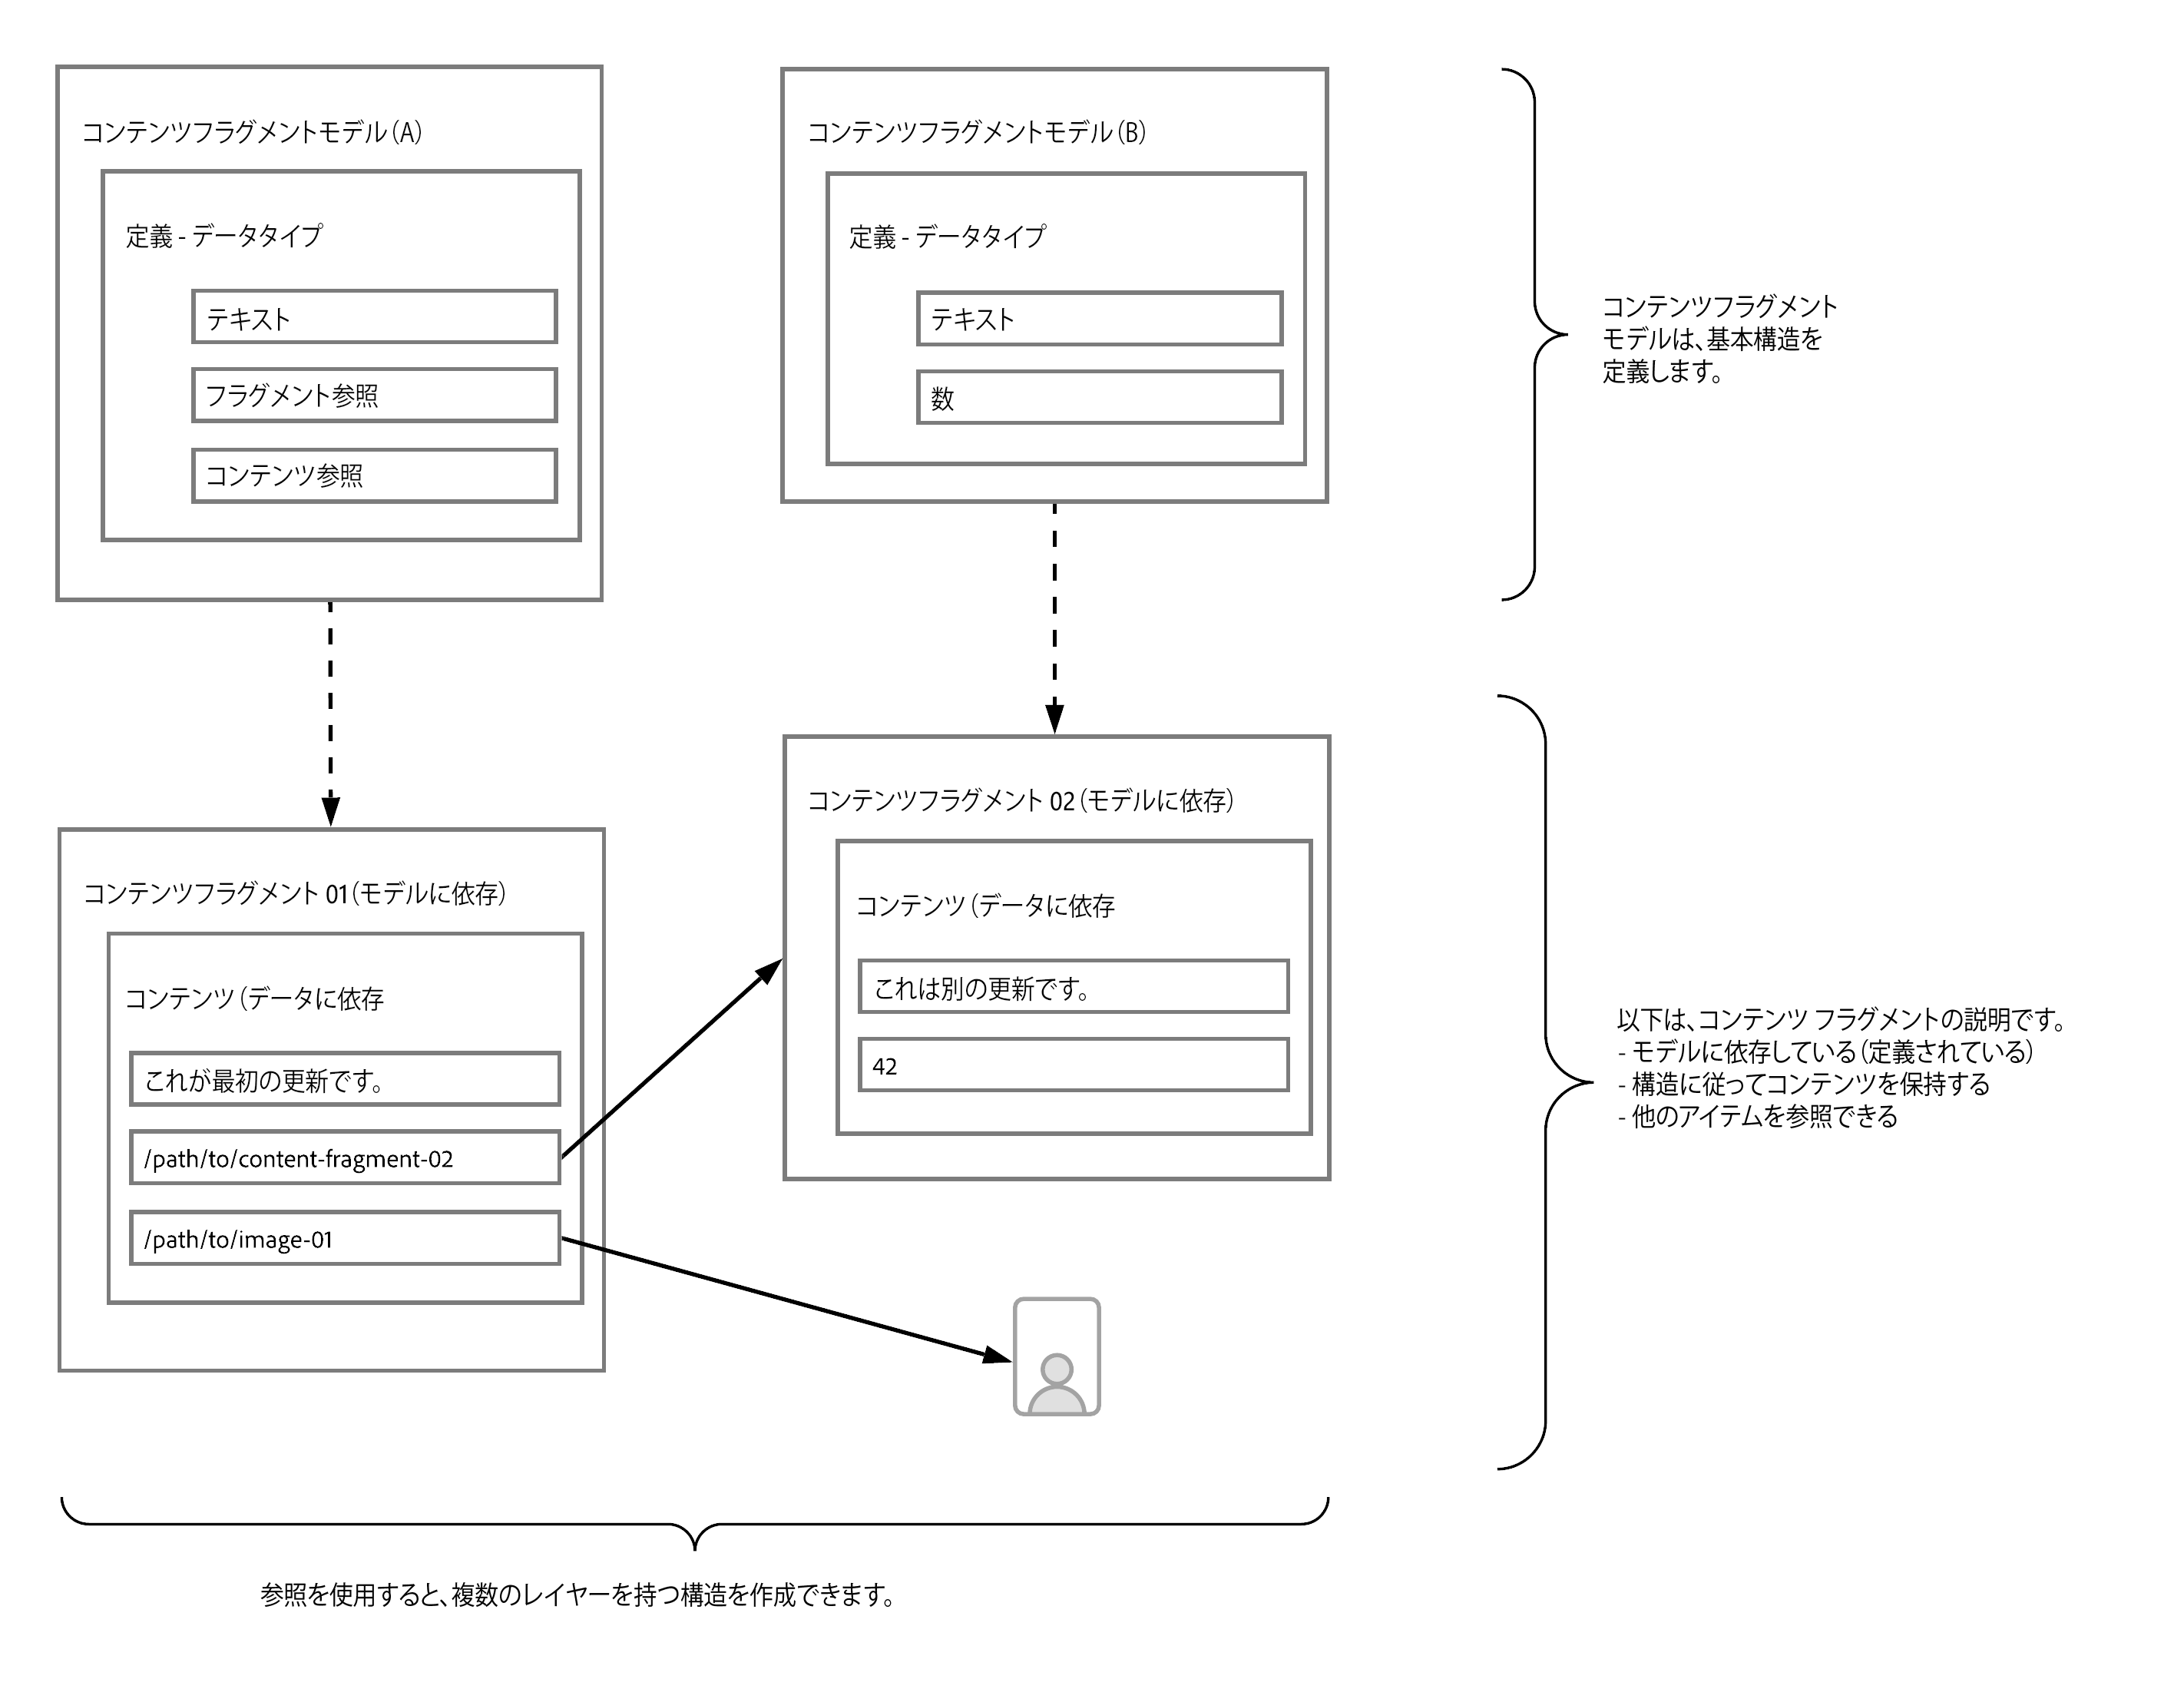 コンテンツフラグメントモデル（A）
定義 - データタイプ
テキスト
フラグメント参照
コンテンツ参照
コンテンツフラグメントモデル（B）
定義 - データタイプ
テキスト
数
コンテンツフラグメント
モデルは、基本構造を
定義します。
コンテンツフラグメント 01（モデルに依存）
コンテンツ（データに依存
これが最初の更新です。
/path/to/content-fragment-02
/path/to/image-01
コンテンツフラグメント 02（モデルに依存）
コンテンツ（データに依存
これは別の更新です。
42
以下は、コンテンツ フラグメントの説明です。
- モデルに依存している（定義されている）
- 構造に従ってコンテンツを保持する
- 他のアイテムを参照できる
参照を使用すると、複数のレイヤーを持つ構造を作成できます。